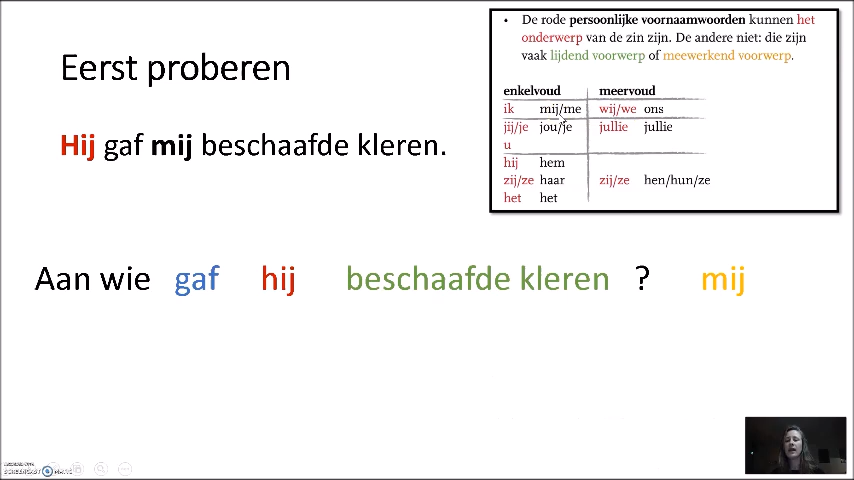 • De rode persoonlijke voornaamwoorden kunnen het
onderwerp van de zin zijn. De andere niet: die zijn
vaak lijdend voorwerp of meewerkend voorwerp.
enkelvoud meervoud
ik mij/me wij/we ons
jij/je jou/je jullie jullie
u
hij hem
zij/ze haar zij/ze hen/hun/ze
het het
Eerst proberen
Hij gaf mij beschaafde kleren.
Aan wie gaf hij beschaafde kleren ? mij
SCREENCAST MATIC